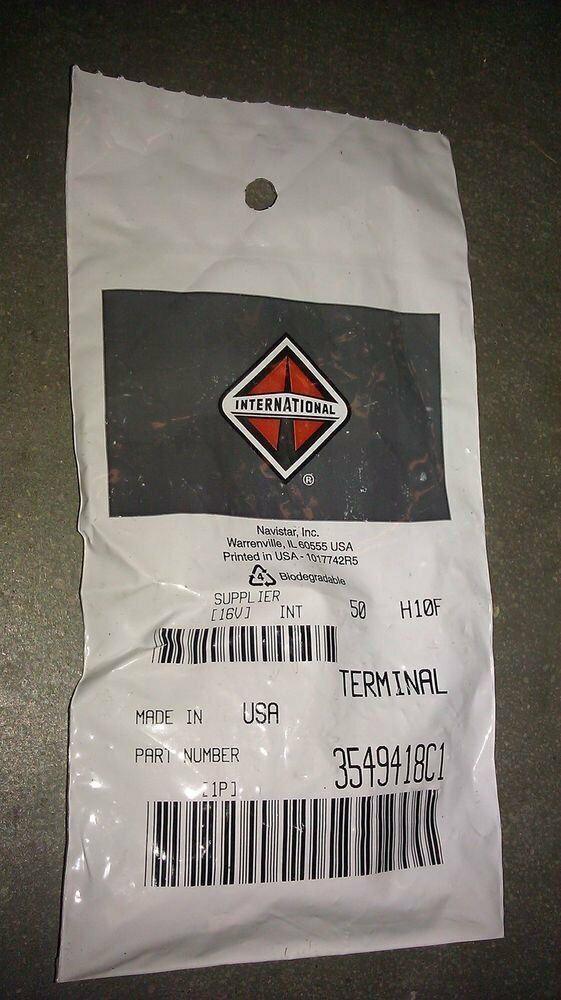 INTERNATIONAL
®
Navistar, Inc.
Warrenville, IL 60555 USA
Printed in USA - 1017742R5
4 Biodegradable
SUPPLIER
[16V] INT 50 H10F
TERMINAL
MADE IN USA
PART NUMBER 3549418C1
[1P]